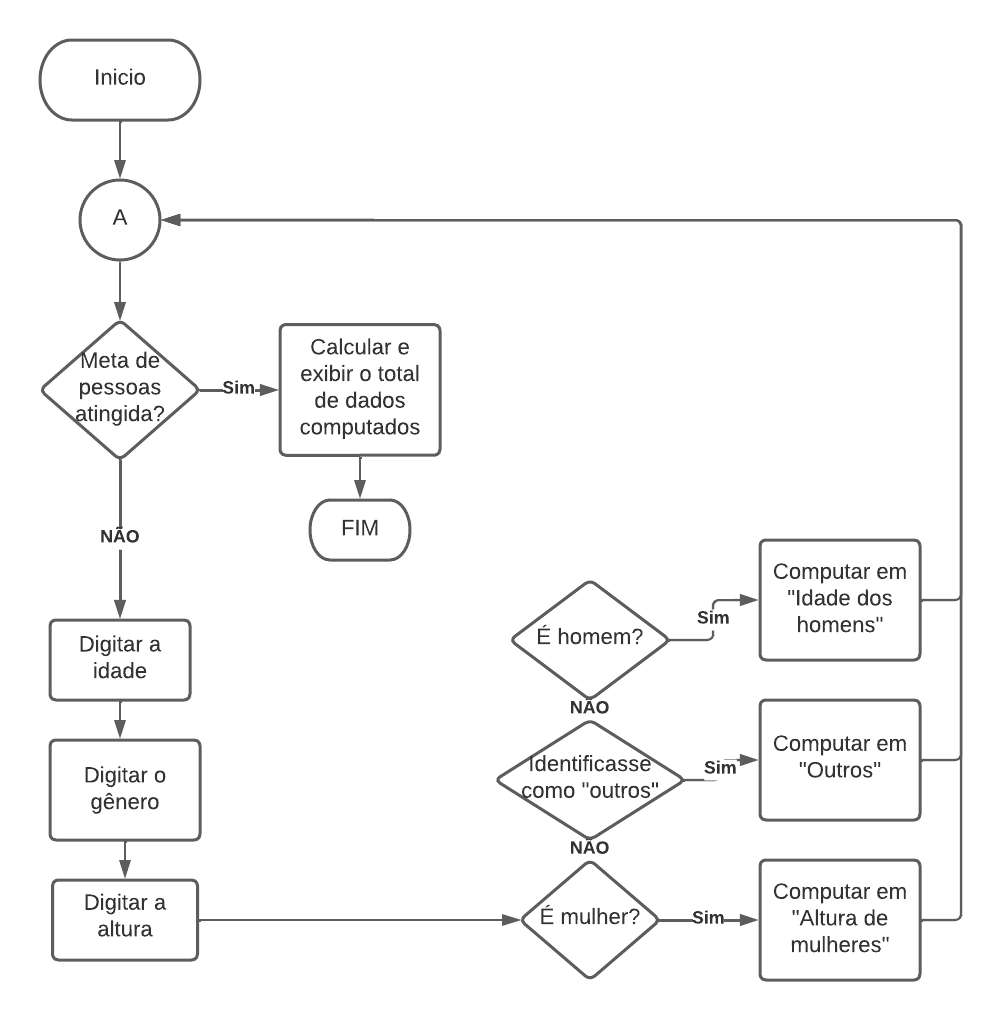 Inicio
A
Meta de
pessoas
atingida?
Sim
Calcular e
exibir o total
de dados
computados
FIM
NÃO
Digitar a
idade
Digitar o
gênero
Digitar a
altura
É homem?
Sim
Computar em
"Idade dos
homens"
NÃO
Identificasse
como "outros"
Sim
Computar em
"Outros"
NÃO
É mulher?
Sim
Computar em
"Altura de
mulheres"